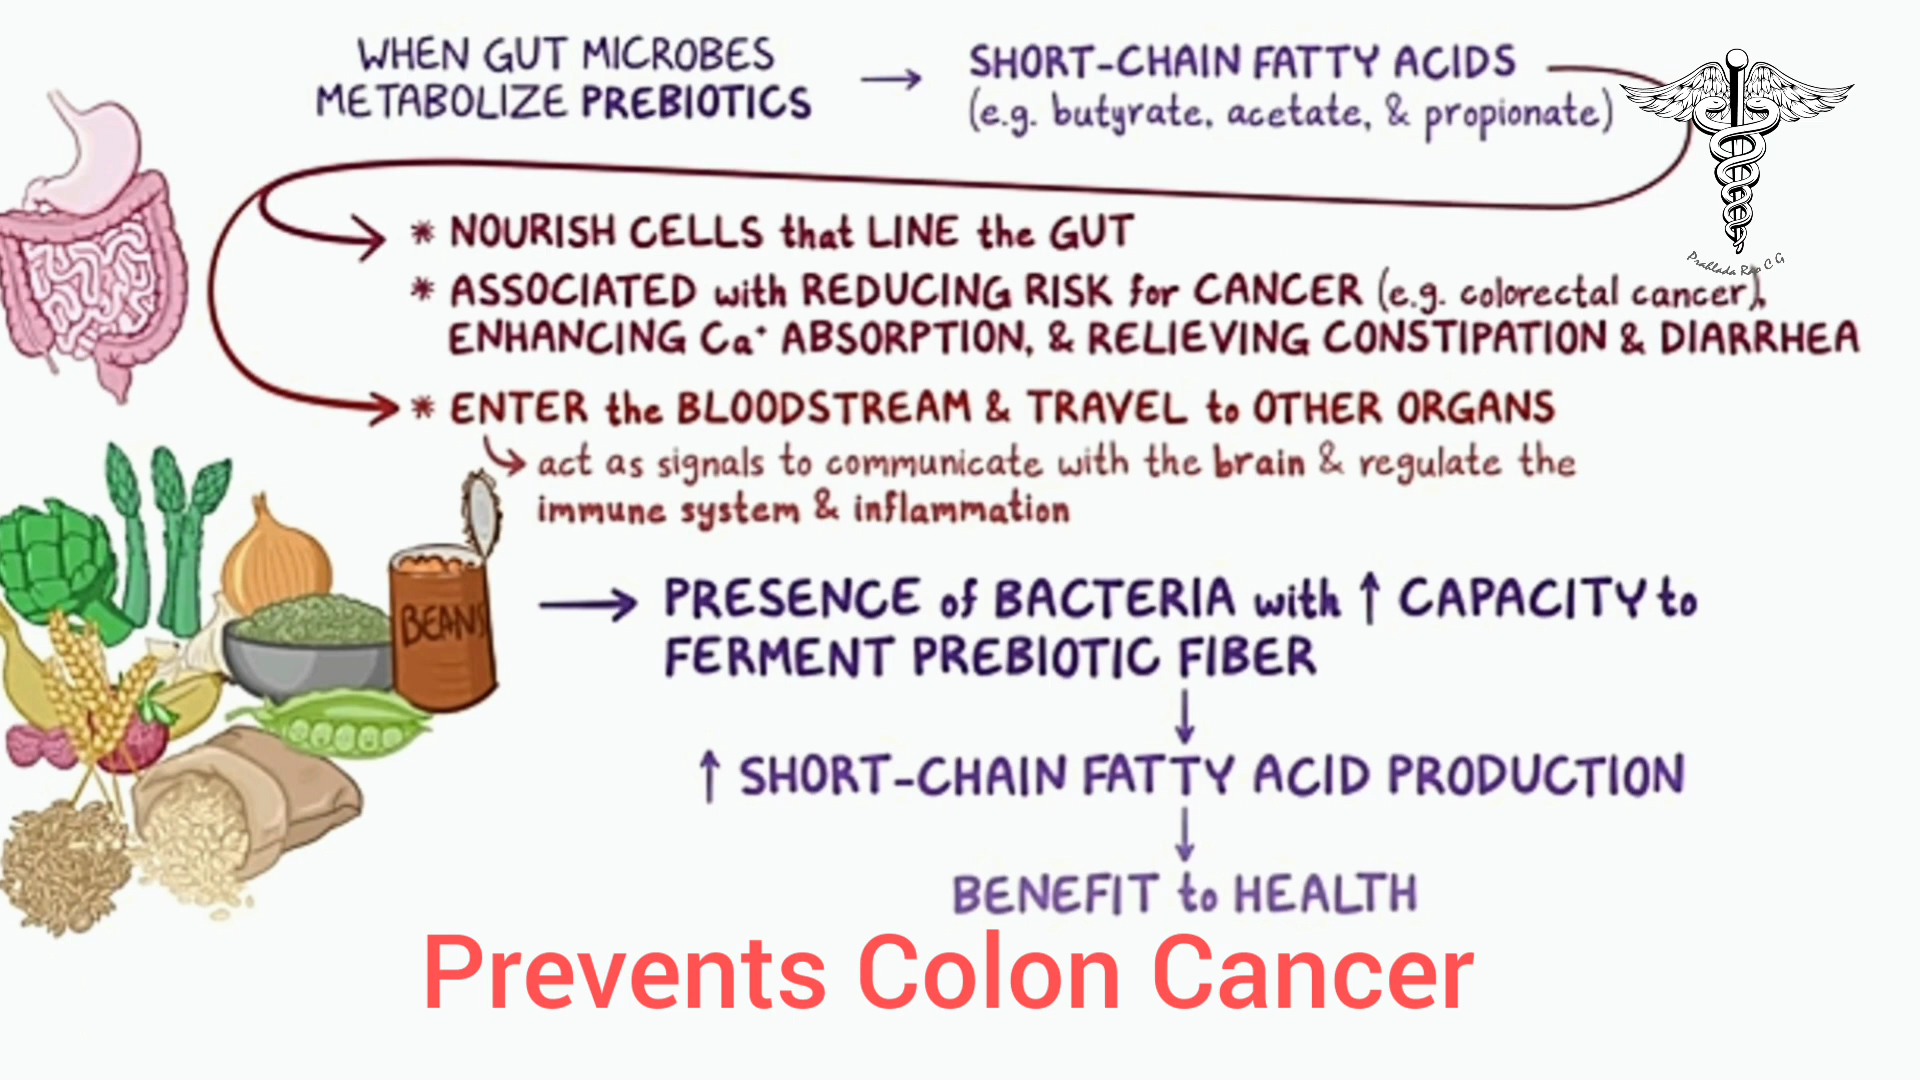 WHEN GUT MICROBES
METABOLIZE PREBIOTICS
→ SHORT-CHAIN FATTY ACIDS
(e.g. butyrate, acetate, & propionate)
Prahlada Rao C G
* NOURISH CELLS that LINE the GUT
* ASSOCIATED with REDUCING RISK for CANCER (e.g. colorectal cancer),
ENHANCING Ca⁺ ABSORPTION, & RELIEVING CONSTIPATION & DIARRHEA
* ENTER the BLOODSTREAM & TRAVEL to OTHER ORGANS
↳ act as signals to communicate with the brain & regulate the
immune system & inflammation
BEANS
→ PRESENCE of BACTERIA with ↑ CAPACITY to
FERMENT PREBIOTIC FIBER
↓
↑ SHORT-CHAIN FATTY ACID PRODUCTION
↓
BENEFIT to HEALTH
Prevents Colon Cancer